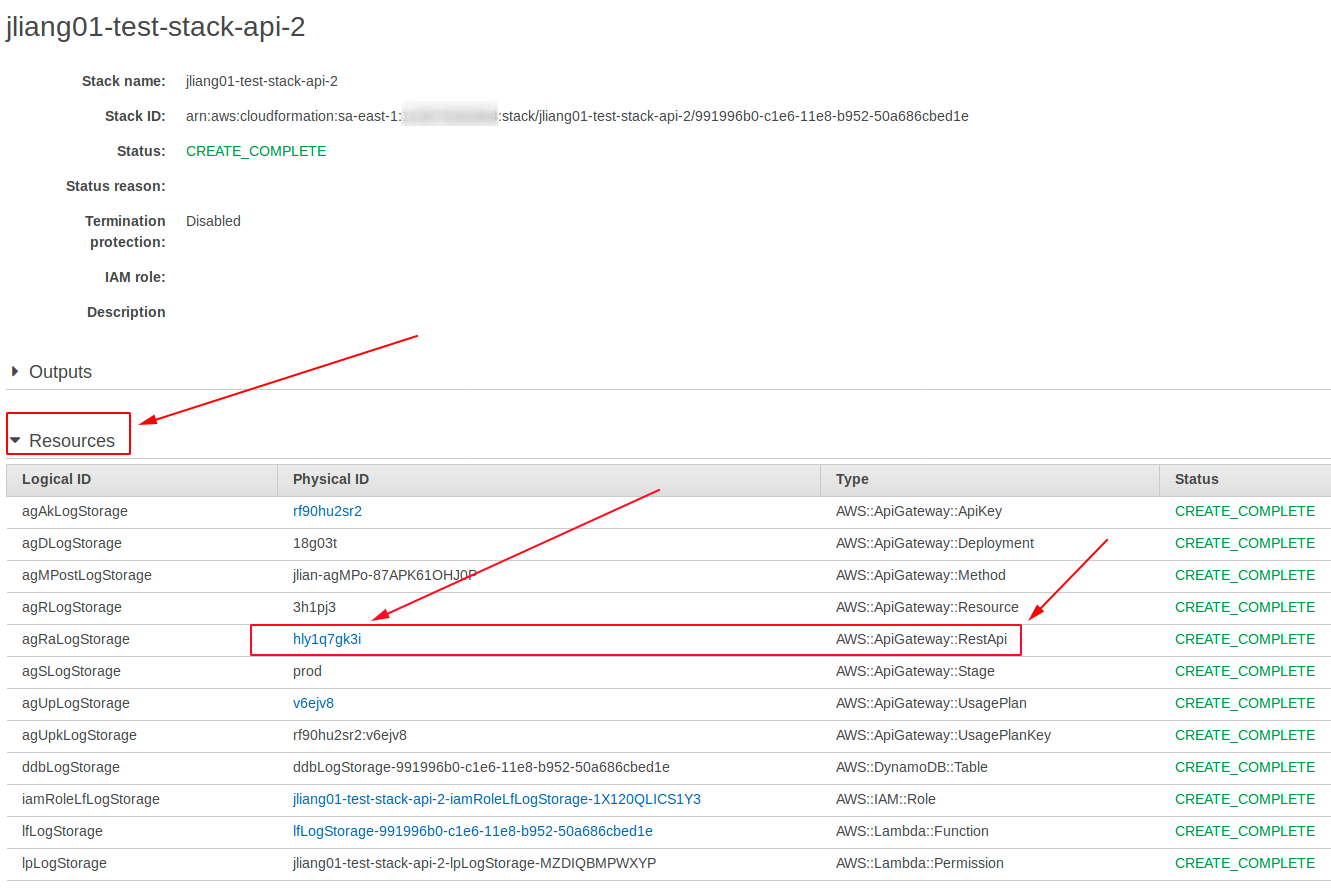 jliang01-test-stack-api-2
Stack name: jliang01-test-stack-api-2
Stack ID: arn:aws:cloudformation:sa-east-1: :stack/jliang01-test-stack-api-2/991996b0-c1e6-11e8-b952-50a686cbed1e
Status: CREATE_COMPLETE
Status reason:
Termination protection: Disabled
IAM role:
Description
Outputs
Resources
Logical ID Physical ID Type Status
agAkLogStorage rf90hu2sr2 AWS::ApiGateway::ApiKey CREATE_COMPLETE
agDLogStorage 18g03t AWS::ApiGateway::Deployment CREATE_COMPLETE
agMPostLogStorage jlian-agMPo-87APK61OHJ0P AWS::ApiGateway::Method CREATE_COMPLETE
agRLogStorage 3h1pj3 AWS::ApiGateway::Resource CREATE_COMPLETE
agRaLogStorage hly1q7gk3i AWS::ApiGateway::RestApi CREATE_COMPLETE
agSLogStorage prod AWS::ApiGateway::Stage CREATE_COMPLETE
agUpLogStorage v6ejv8 AWS::ApiGateway::UsagePlan CREATE_COMPLETE
agUpkLogStorage rf90hu2sr2:v6ejv8 AWS::ApiGateway::UsagePlanKey CREATE_COMPLETE
ddbLogStorage ddbLogStorage-991996b0-c1e6-11e8-b952-50a686cbed1e AWS::DynamoDB::Table CREATE_COMPLETE
iamRoleLfLogStorage jliang01-test-stack-api-2-iamRoleLfLogStorage-1X120QLICS1Y3 AWS::IAM::Role CREATE_COMPLETE
lfLogStorage lfLogStorage-991996b0-c1e6-11e8-b952-50a686cbed1e AWS::Lambda::Function CREATE_COMPLETE
lpLogStorage jliang01-test-stack-api-2-lpLogStorage-MZDIQBMPWXYP AWS::Lambda::Permission CREATE_COMPLETE